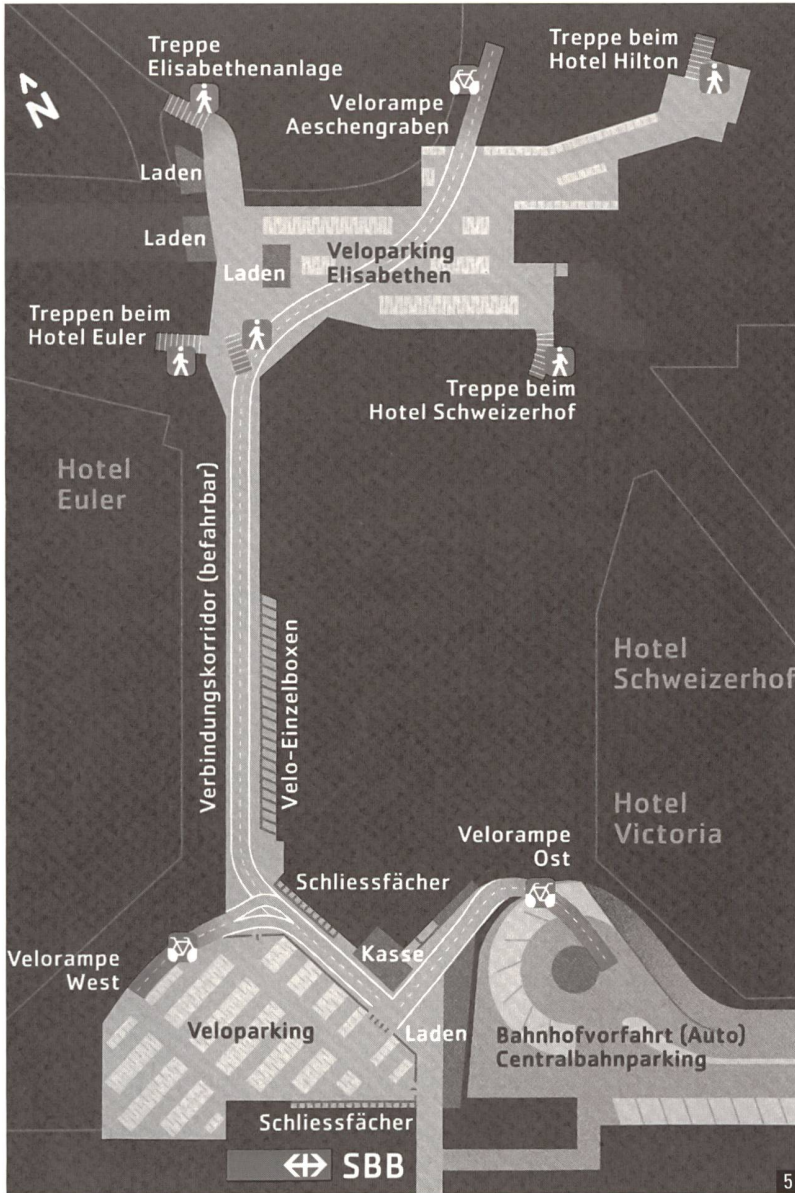 Treppe
Elisabethenanlage
Treppe beim
Hotel Hilton
N
Velorampe
Aeschengraben
Laden
Laden
Laden
Veloparking
Elisabethen
Treppen beim
Hotel Euler
Treppe beim
Hotel Schweizerhof
Hotel
Euler
Verbindungskorridor (befahrbar)
Velo-Einzelboxen
Hotel
Schweizerhof
Hotel
Victoria
Velorampe
Ost
Schliessfächer
Kasse
Velorampe
West
Veloparking
Laden
Bahnhofvorfahrt (Auto)
Centralbahnparking
Schliessfächer
SBB
5